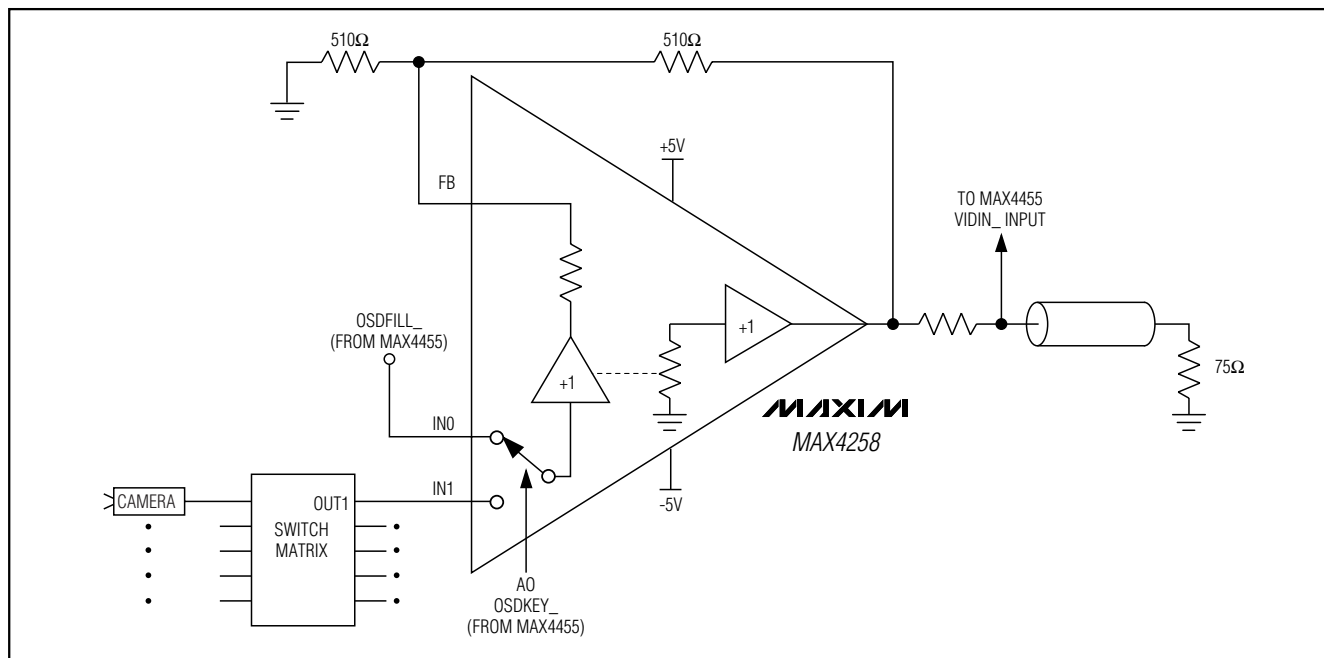 510Ω
510Ω
+5V
FB
TO MAX4455
VIDIN_ INPUT
OSDFILL_
(FROM MAX4455)
+1
+1
75Ω
MAXIM
MAX4258
IN0
-5V
IN1
CAMERA
OUT1
SWITCH
MATRIX
AO
OSDKEY_
(FROM MAX4455)